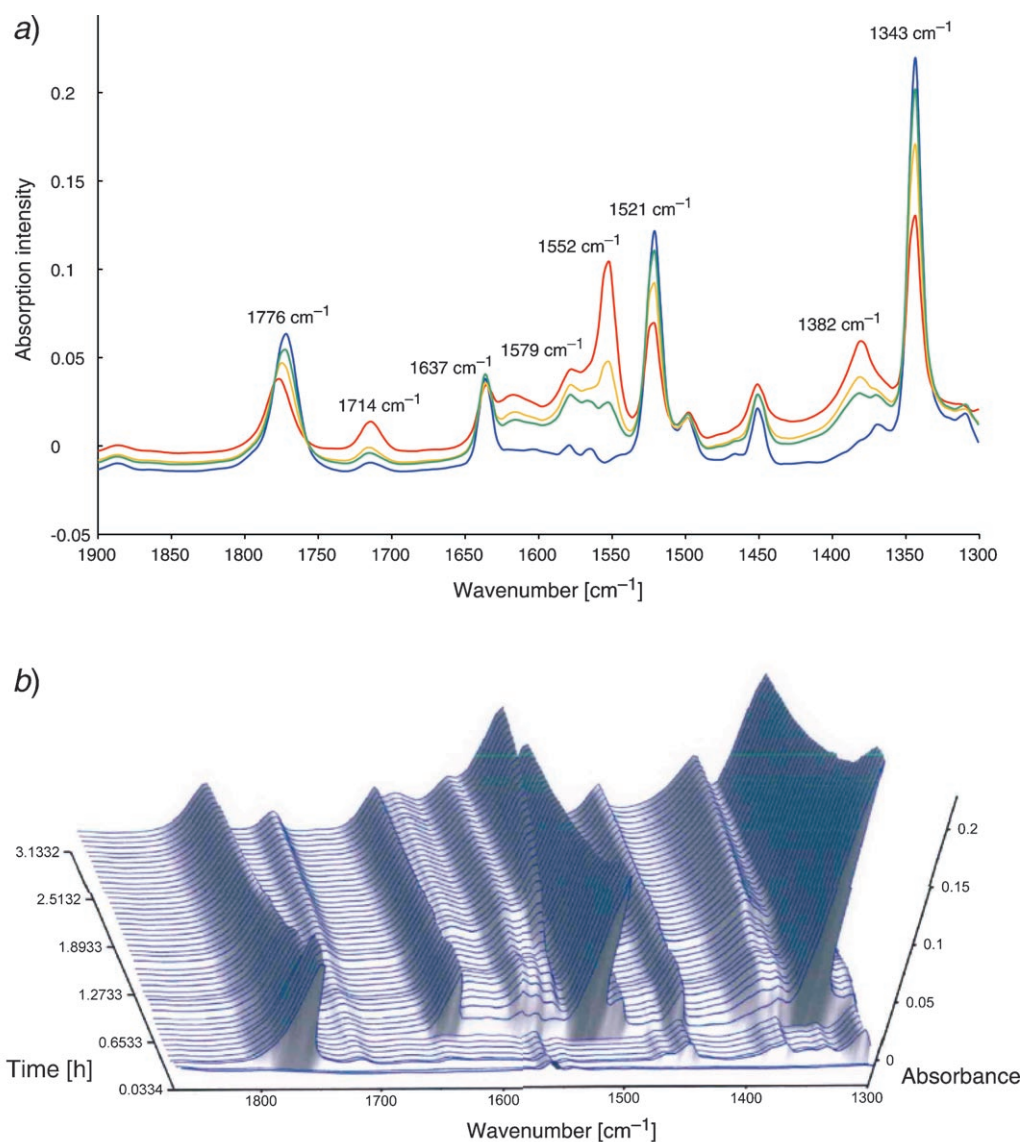 a)
1343 cm⁻¹
0.2
0.15
1521 cm⁻¹
1552 cm⁻¹
0.1
1776 cm⁻¹
1382 cm⁻¹
1579 cm⁻¹
1637 cm⁻¹
0.05
1714 cm⁻¹
0
-0.05
Absorption intensity
1900 1850 1800 1750 1700 1650 1600 1550 1500 1450 1400 1350 1300
Wavenumber [cm⁻¹]
b)
0.2
3.1332
0.15
2.5132
0.1
1.8933
1.2733
0.05
0.6533
0
Time [h]
Absorbance
0.0334
1800 1700 1600 1500 1400 1300
Wavenumber [cm⁻¹]